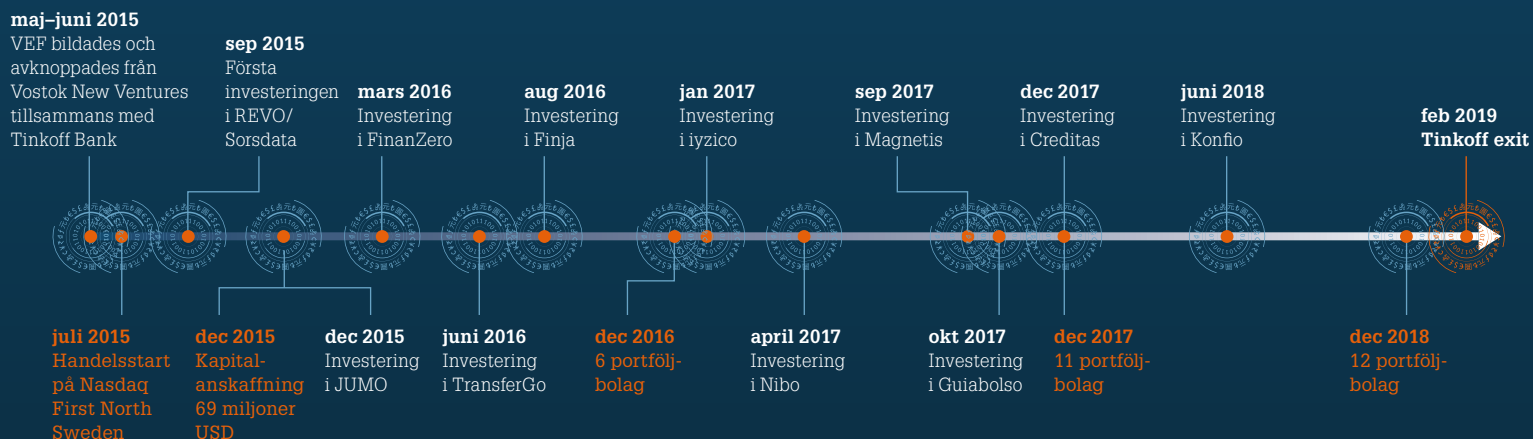 maj–juni 2015
VEF bildades och
avknoppades från
Vostok New Ventures
tillsammans med
Tinkoff Bank
sep 2015
Första
investeringen
i REVO/
Sorsdata
mars 2016
Investering
i FinanZero
aug 2016
Investering
i Finja
jan 2017
Investering
i iyzico
sep 2017
Investering
i Magnetis
dec 2017
Investering
i Creditas
juni 2018
Investering
i Konfio
feb 2019
Tinkoff exit
juli 2015
Handelsstart
på Nasdaq
First North
Sweden
dec 2015
Kapital-
anskaffning
69 miljoner
USD
dec 2015
Investering
i JUMO
juni 2016
Investering
i TransferGo
dec 2016
6 portfölj-
bolag
april 2017
Investering
i Nibo
okt 2017
Investering
i Guiabolso
dec 2017
11 portfölj-
bolag
dec 2018
12 portfölj-
bolag